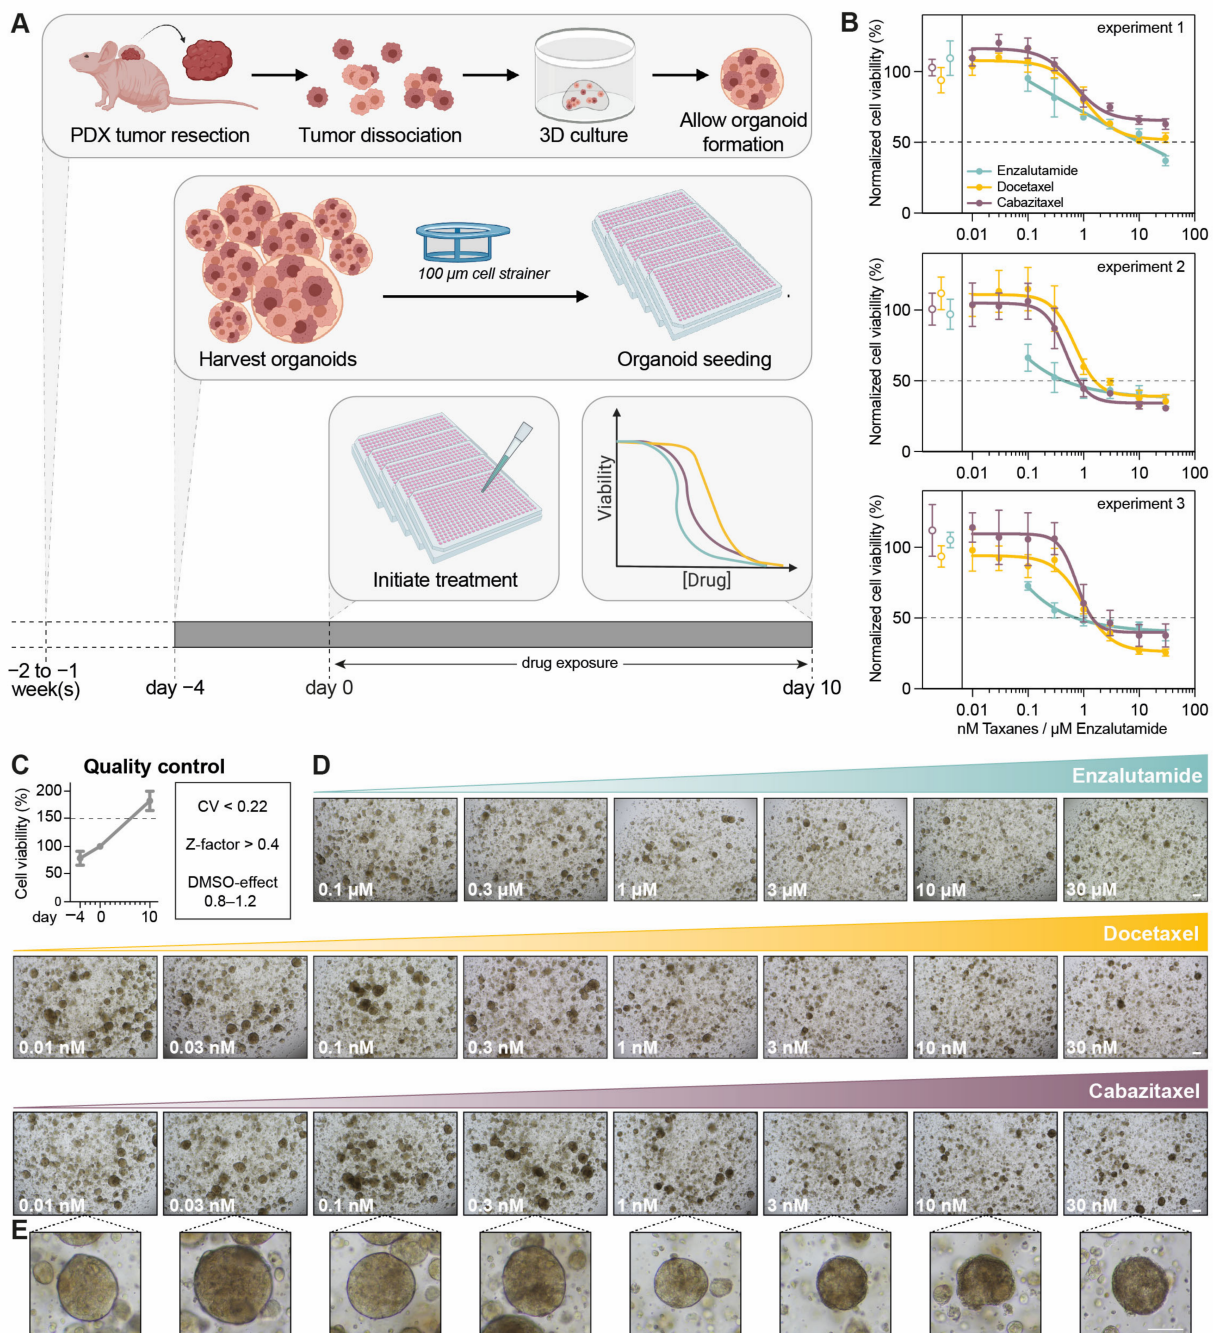 A
PDX tumor resection
Tumor dissociation
3D culture
Allow organoid
formation
100 µm cell strainer
Harvest organoids
Organoid seeding
Initiate treatment
Viability
[Drug]
drug exposure
−2 to −1
week(s)
day −4
day 0
day 10
B
Normalized cell viability (%)
experiment 1
100
50
0
Enzalutamide
Docetaxel
Cabazitaxel
0.01 0.1 1 10 100
Normalized cell viability (%)
experiment 2
100
50
0
0.01 0.1 1 10 100
Normalized cell viability (%)
experiment 3
100
50
0
0.01 0.1 1 10 100
nM Taxanes / µM Enzalutamide
C
Quality control
Cell viability (%)
200
150
100
50
0
day −4 0 10
CV < 0.22
Z-factor > 0.4
DMSO-effect
0.8–1.2
D
Enzalutamide
0.1 µM 0.3 µM 1 µM 3 µM 10 µM 30 µM
Docetaxel
0.01 nM 0.03 nM 0.1 nM 0.3 nM 1 nM 3 nM 10 nM 30 nM
Cabazitaxel
0.01 nM 0.03 nM 0.1 nM 0.3 nM 1 nM 3 nM 10 nM 30 nM
E